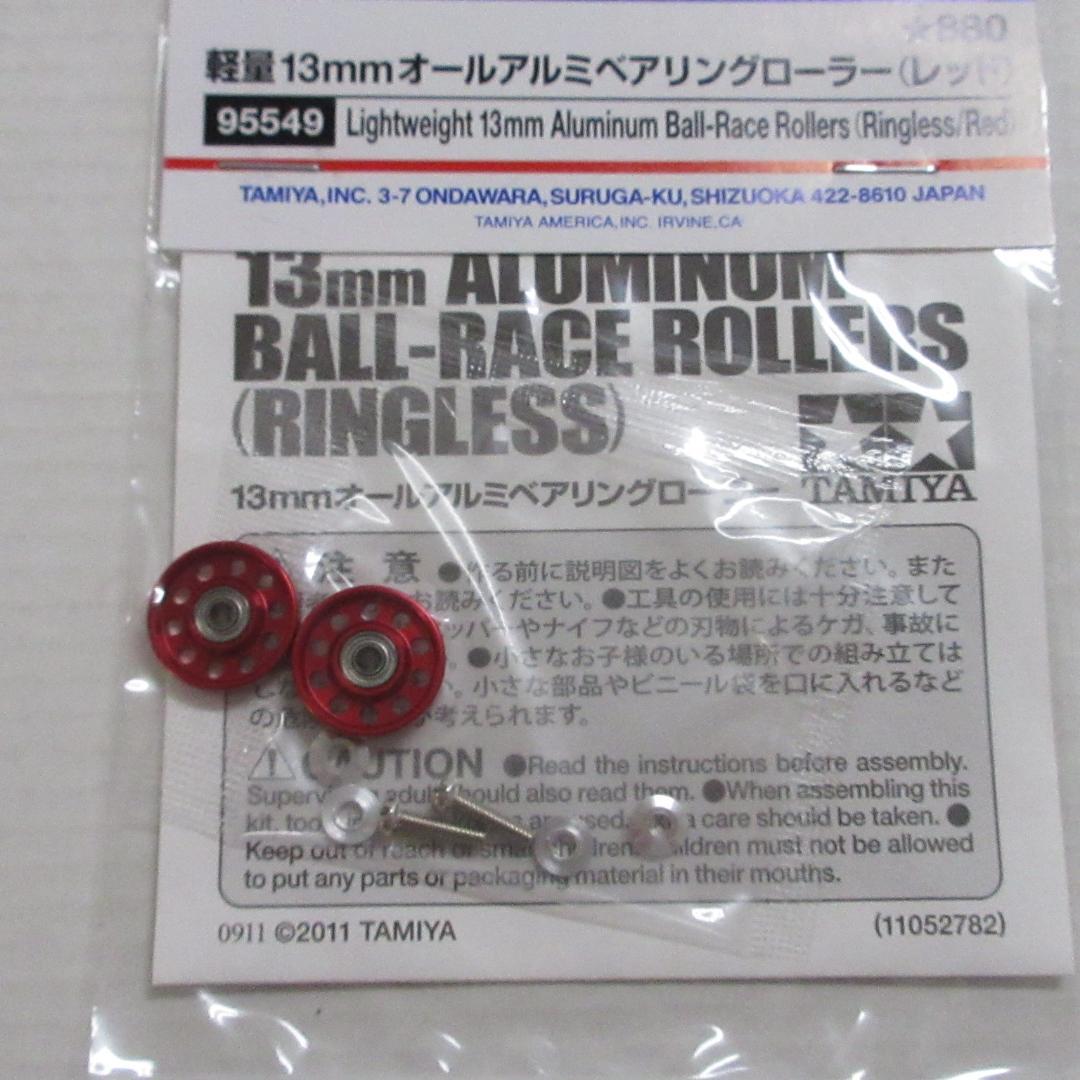 ★880
軽量13mmオールアルミベアリングローラー(レッド)
95549 Lightweight 13mm Aluminum Ball-Race Rollers (Ringless/Red)
TAMIYA, INC. 3-7 ONDAWARA, SURUGA-KU, SHIZUOKA 422-8610 JAPAN
TAMIYA AMERICA, INC. IRVINE, CA
13mm ALUMINUM
BALL-RACE ROLLERS
(RINGLESS)
13mmオールアルミベアリングローラー
TAMIYA
注意 ●作る前に説明図をよくお読みください。また
お読みください。●工具の使用には十分注意して
ッパーやナイフなどの刃物によるケガ、事故に
●小さなお子様のいる場所での組み立ては
い。小さな部品やビニール袋を口に入れるなど
の危 が考えられます。
CAUTION ●Read the instructions before assembly.
should also read them. ●When assembling this
kit, are used, extra care should be taken. ●
Keep out of reach of small children. Children must not be allowed
to put any parts or packaging material in their mouths.
0911 ©2011 TAMIYA
(11052782)